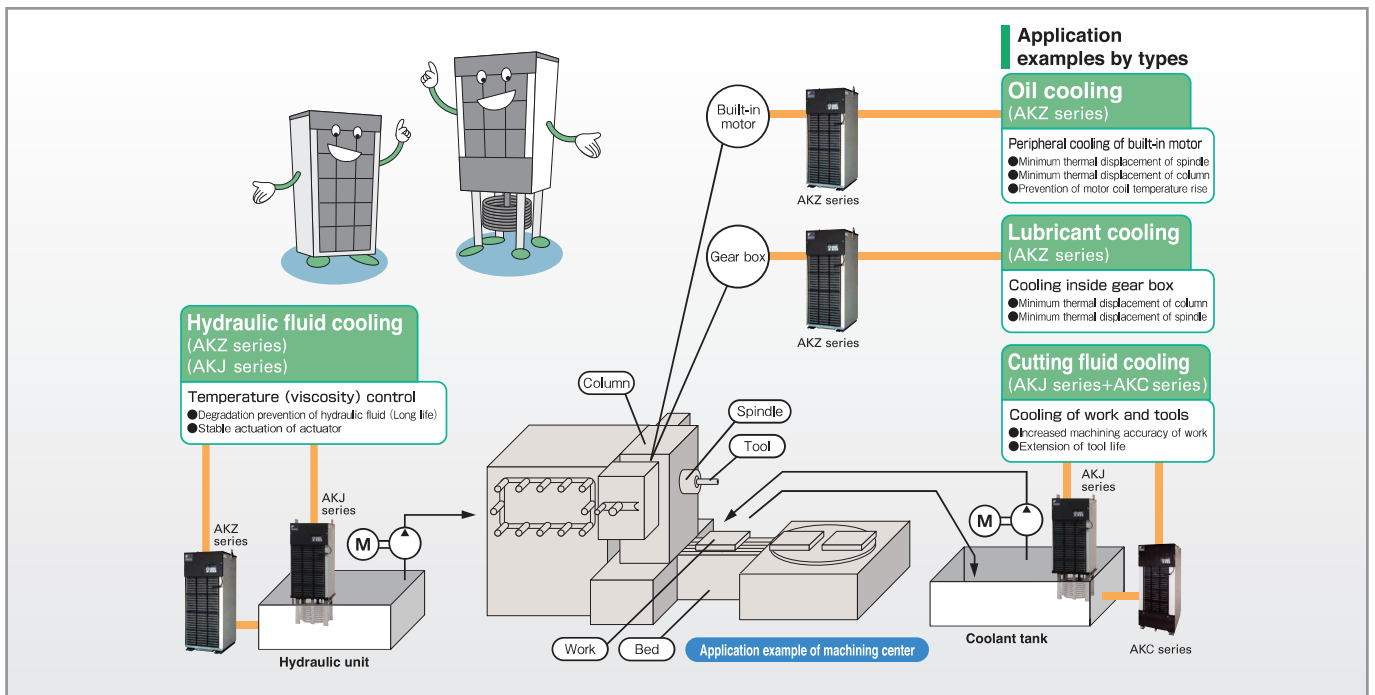 Application
examples by types
Oil cooling
(AKZ series)
Peripheral cooling of built-in motor
●Minimum thermal displacement of spindle
●Minimum thermal displacement of column
●Prevention of motor coil temperature rise
Built-in
motor
AKZ series
Lubricant cooling
(AKZ series)
Cooling inside gear box
●Minimum thermal displacement of column
●Minimum thermal displacement of spindle
Gear box
AKZ series
Hydraulic fluid cooling
(AKZ series)
(AKJ series)
Temperature (viscosity) control
●Degradation prevention of hydraulic fluid (Long life)
●Stable actuation of actuator
Cutting fluid cooling
(AKJ series+AKC series)
Cooling of work and tools
●Increased machining accuracy of work
●Extension of tool life
Column
Spindle
Tool
AKJ
series
AKZ
series
M
Hydraulic unit
Work
Bed
Application example of machining center
AKJ
series
M
Coolant tank
AKC series